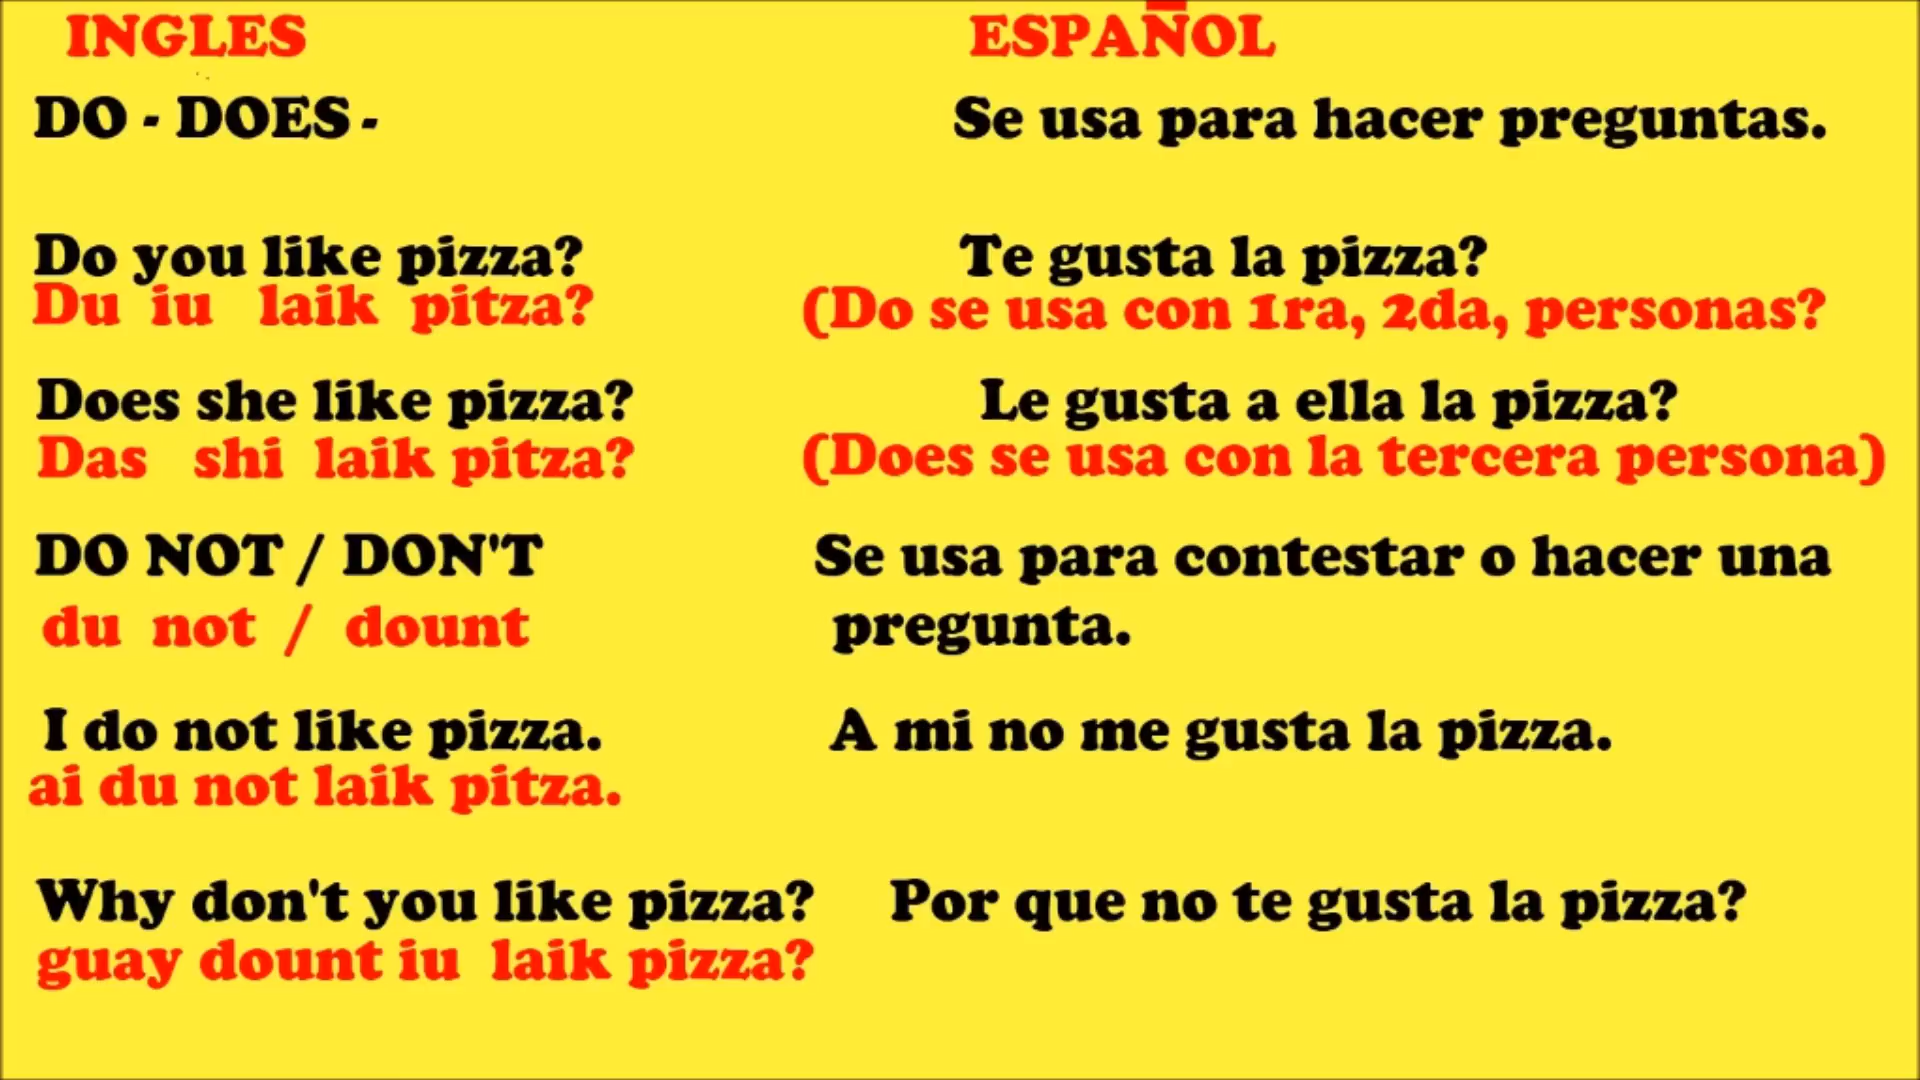 INGLES ESPAÑOL
DO - DOES - Se usa para hacer preguntas.
Do you like pizza? Te gusta la pizza?
Du iu laik pitza? (Do se usa con 1ra, 2da, personas?
Does she like pizza? Le gusta a ella la pizza?
Das shi laik pitza? (Does se usa con la tercera persona)
DO NOT / DON'T Se usa para contestar o hacer una
du not / dount pregunta.
I do not like pizza. A mi no me gusta la pizza.
ai du not laik pitza.
Why don't you like pizza? Por que no te gusta la pizza?
guay dount iu laik pizza?